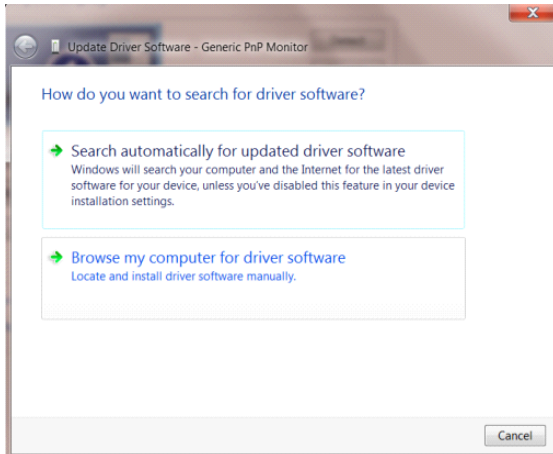 Update Driver Software - Generic PnP Monitor
How do you want to search for driver software?
Search automatically for updated driver software
Windows will search your computer and the Internet for the latest driver
software for your device, unless you've disabled this feature in your device
installation settings.
Browse my computer for driver software
Locate and install driver software manually.
Cancel